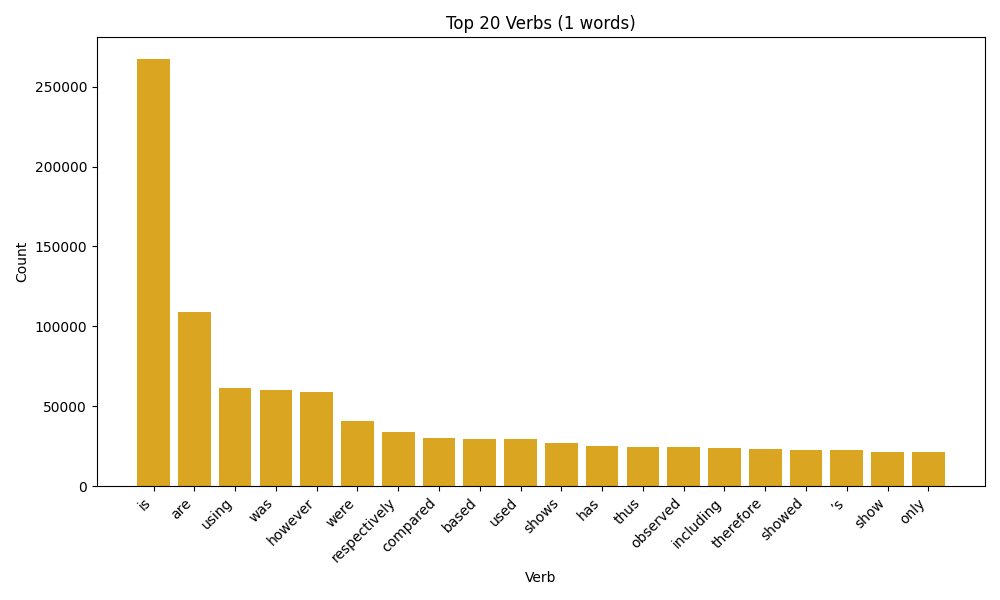 Top 20 Verbs (1 words)
Count
250000
200000
150000
100000
50000
0
is
are
using
was
however
were
respectively
compared
based
used
shows
has
thus
observed
including
therefore
showed
's
show
only
Verb